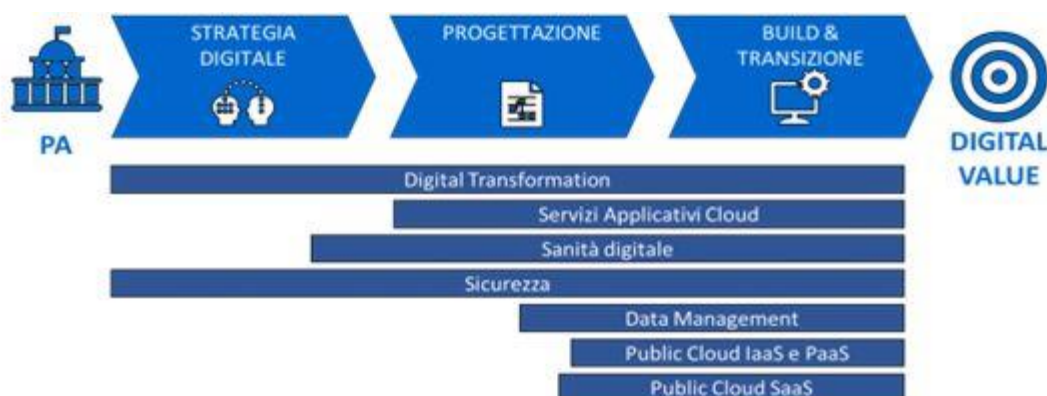 STRATEGIA
DIGITALE
PROGETTAZIONE
BUILD &
TRANSIZIONE
PA
DIGITAL
VALUE
Digital Transformation
Servizi Applicativi Cloud
Sanità digitale
Sicurezza
Data Management
Public Cloud IaaS e PaaS
Public Cloud SaaS